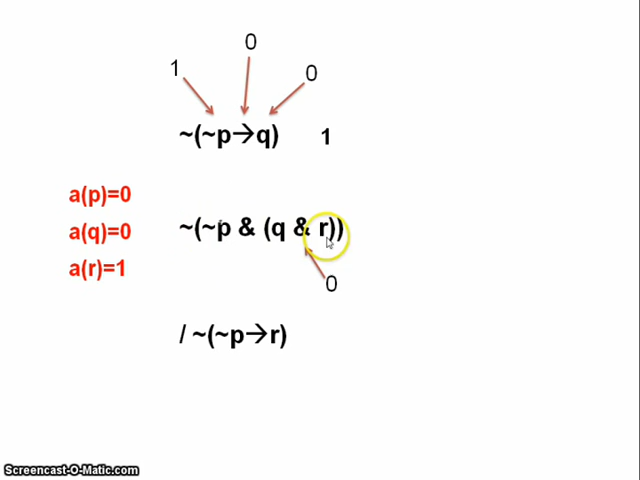 0
1
0
~(~p→q) 1
a(p)=0
a(q)=0
~(~p & (q & r))
a(r)=1
0
/ ~(~p→r)
Screencast-O-Matic.com